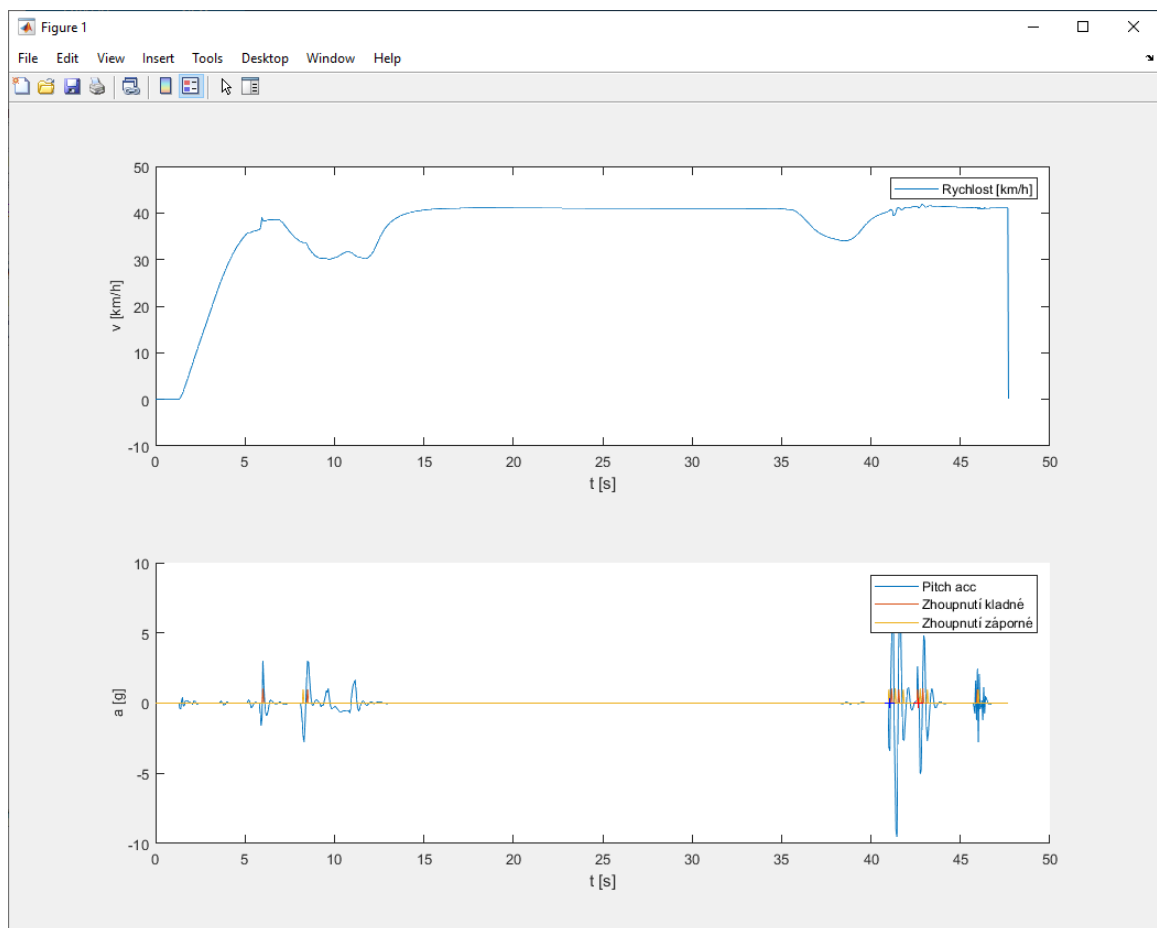 Figure 1
File Edit View Insert Tools Desktop Window Help
50
40
30
20
10
0
-10
v [km/h]
Rychlost [km/h]
0 5 10 15 20 25 30 35 40 45 50
t [s]
10
5
0
-5
-10
a [g]
Pitch acc
Zhoupnutí kladné
Zhoupnutí záporné
0 5 10 15 20 25 30 35 40 45 50
t [s]